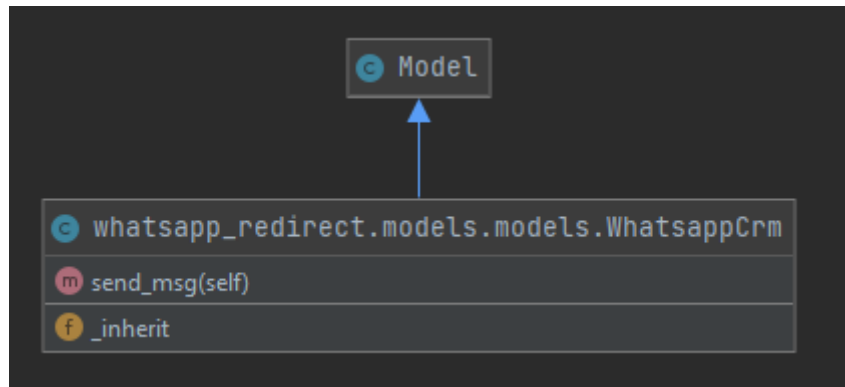 C Model
C whatsapp_redirect.models.models.WhatsappCrm
m send_msg(self)
f _inherit